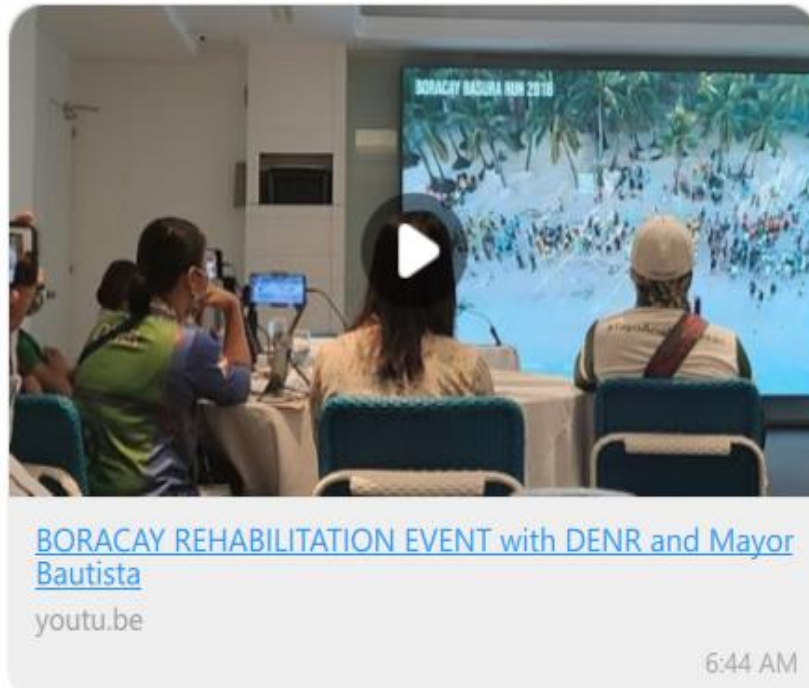 BORACAY BASURA RUN 2018
BORACAY REHABILITATION EVENT with DENR and Mayor
Bautista
youtu.be
6:44 AM